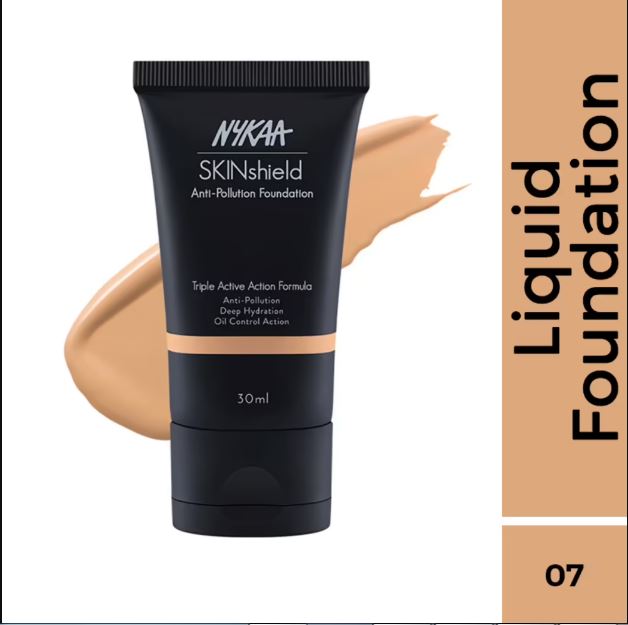 NYKAA
SKINshield
Anti-Pollution Foundation
Triple Active Action Formula
Anti-Pollution
Deep Hydration
Oil Control Action
30ml
Liquid
Foundation
07